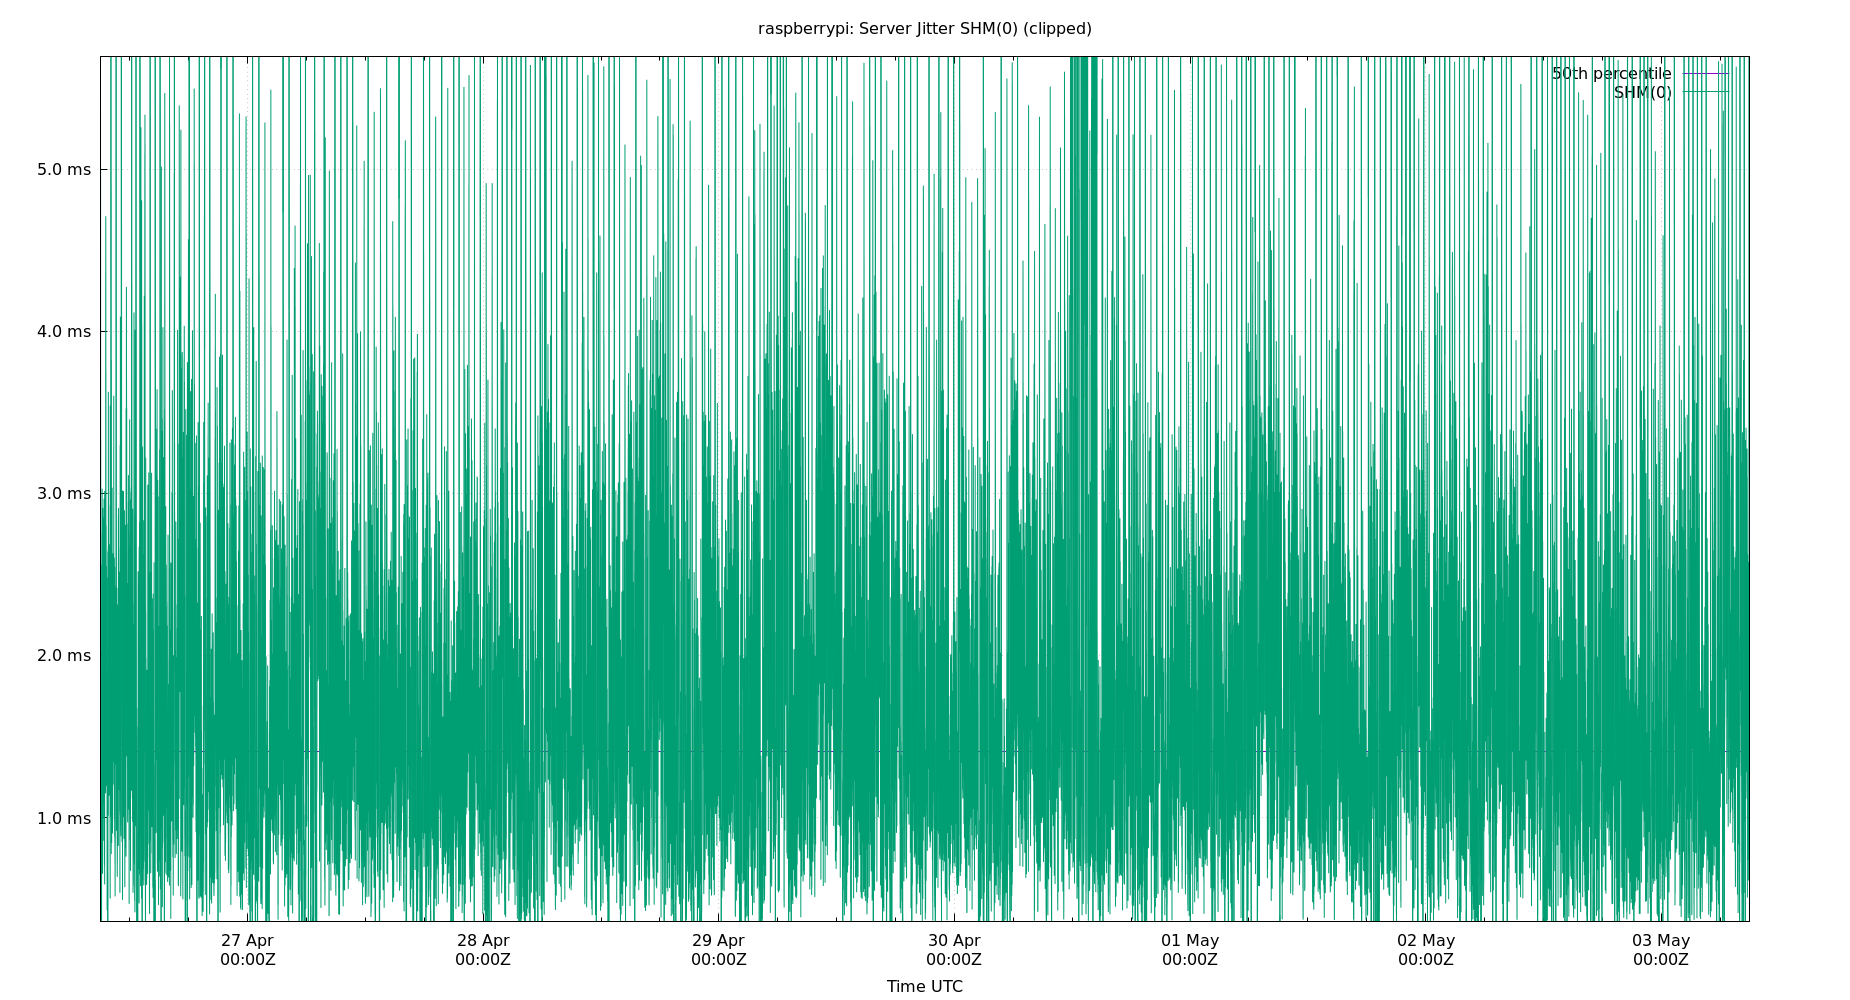 raspberrypi: Server Jitter SHM(0) (clipped)
50th percentile
SHM(0)
5.0 ms
4.0 ms
3.0 ms
2.0 ms
1.0 ms
27 Apr 28 Apr 29 Apr 30 Apr 01 May 02 May 03 May
00:00Z 00:00Z 00:00Z 00:00Z 00:00Z 00:00Z 00:00Z
Time UTC